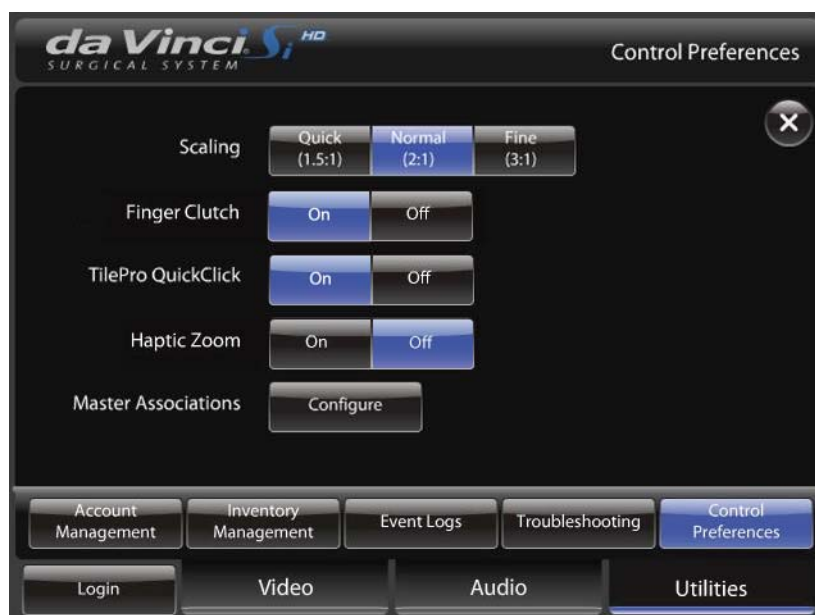 da Vinci. Si HD
SURGICAL SYSTEM
Control Preferences
Scaling
Quick
(1.5:1)
Normal
(2:1)
Fine
(3:1)
Finger Clutch
On
Off
TilePro QuickClick
On
Off
Haptic Zoom
On
Off
Master Associations
Configure
Account
Management
Inventory
Management
Event Logs
Troubleshooting
Control
Preferences
Login
Video
Audio
Utilities